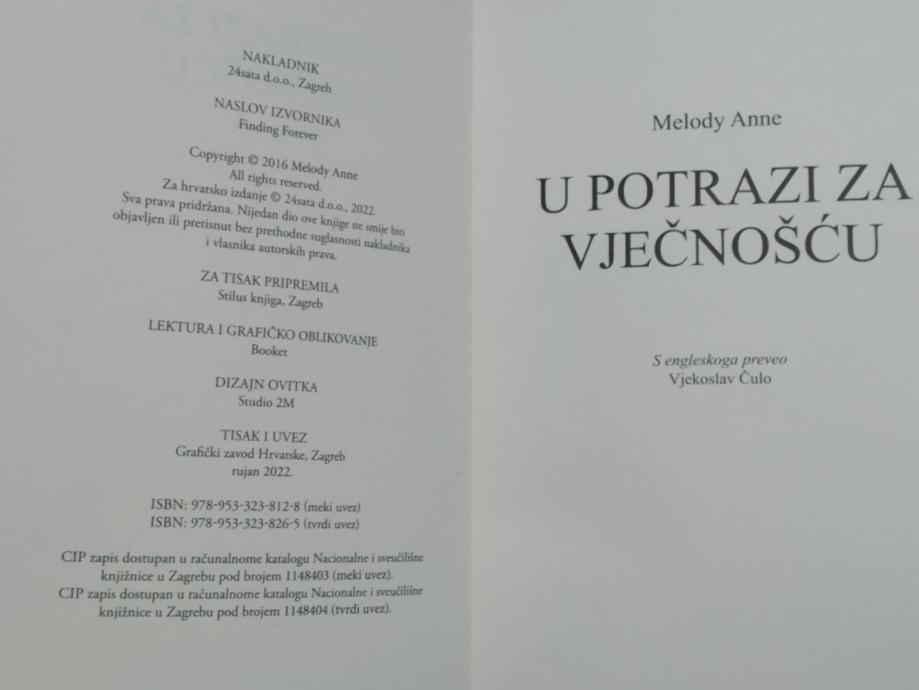 NAKLADNIK
24sata d.o.o., Zagreb
NASLOV IZVORNIKA
Finding Forever
Copyright © 2016 Melody Anne
All rights reserved.
Za hrvatsko izdanje © 24sata d.o.o., 2022.
Sva prava pridržana. Nijedan dio ove knjige ne smije biti
objavljen ili pretisnut bez prethodne suglasnosti nakladnika
i vlasnika autorskih prava.
ZA TISAK PRIPREMILA
Stilus knjiga, Zagreb
LEKTURA I GRAFIČKO OBLIKOVANJE
Booket
DIZAJN OVITKA
Studio 2M
TISAK I UVEZ
Grafički zavod Hrvatske, Zagreb
rujan 2022.
ISBN: 978-953-323-812-8 (meki uvez)
ISBN: 978-953-323-826-5 (tvrdi uvez)
CIP zapis dostupan u računalnome katalogu Nacionalne i sveučilišne
knjižnice u Zagrebu pod brojem 1148403 (meki uvez).
CIP zapis dostupan u računalnome katalogu Nacionalne i sveučilišne
knjižnice u Zagrebu pod brojem 1148404 (tvrdi uvez).
Melody Anne
U POTRAZI ZA
VJEČNOŠĆU
S engleskoga preveo
Vjekoslav Čulo